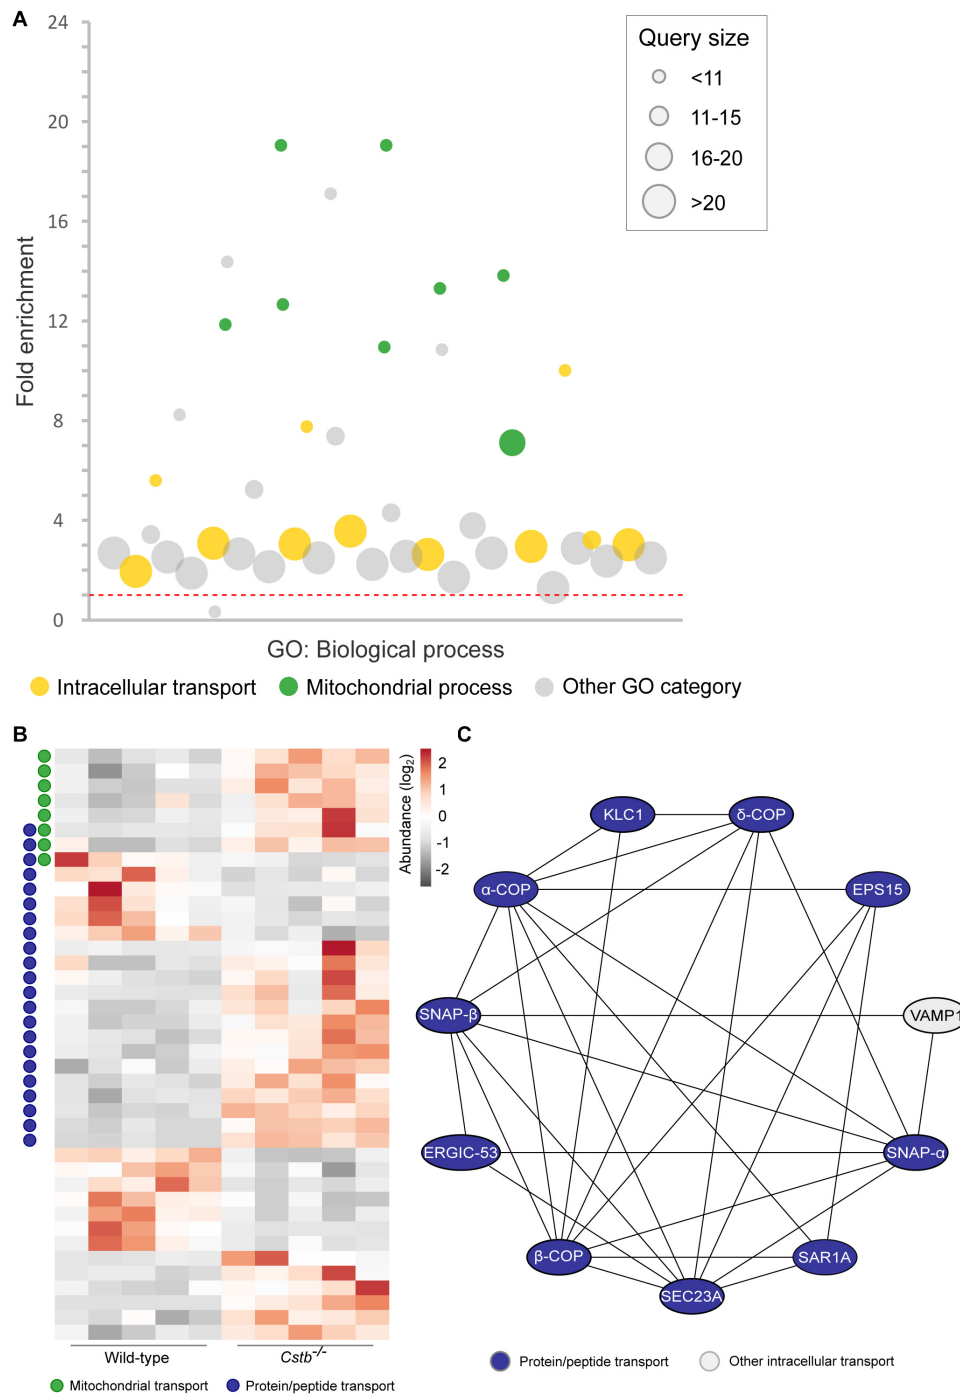 A
24
20
16
12
8
4
0
Fold enrichment
Query size
<11
11-15
16-20
>20
GO: Biological process
Intracellular transport
Mitochondrial process
Other GO category
B
Abundance (log2)
2
1
0
-1
-2
Wild-type
Cstb-/-
Mitochondrial transport
Protein/peptide transport
C
KLC1
δ-COP
α-COP
EPS15
SNAP-β
VAMP1
ERGIC-53
SNAP-α
β-COP
SAR1A
SEC23A
Protein/peptide transport
Other intracellular transport